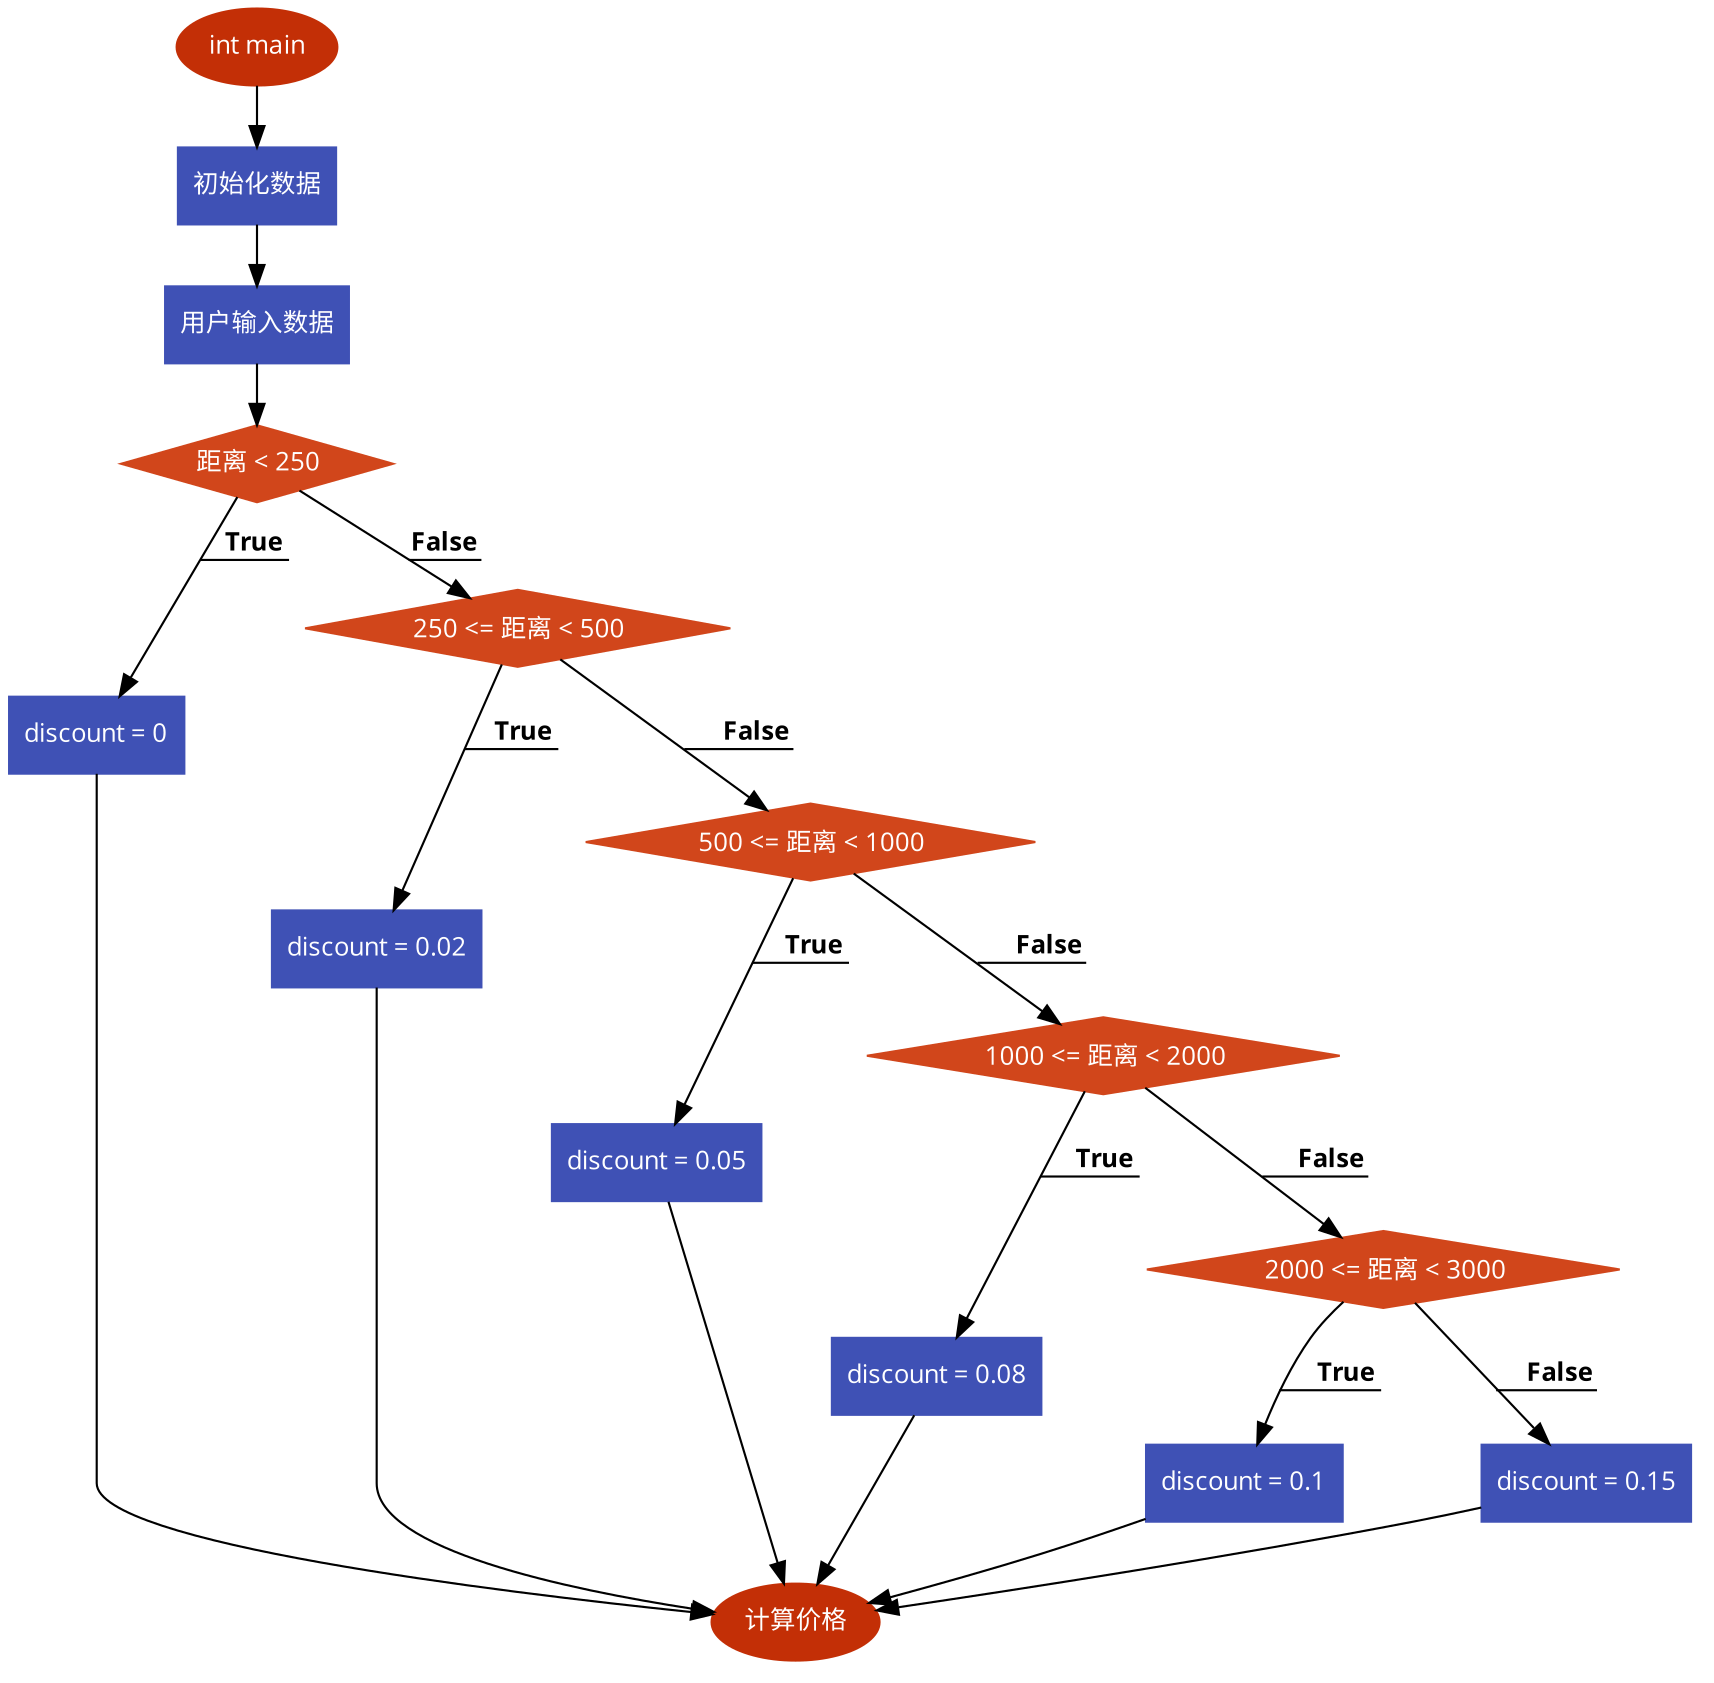 int main
初始化数据
用户输入数据
距离 < 250
True
False
250 <= 距离 < 500
discount = 0
True
False
500 <= 距离 < 1000
discount = 0.02
True
False
1000 <= 距离 < 2000
discount = 0.05
True
False
2000 <= 距离 < 3000
discount = 0.08
True
False
discount = 0.1
discount = 0.15
计算价格